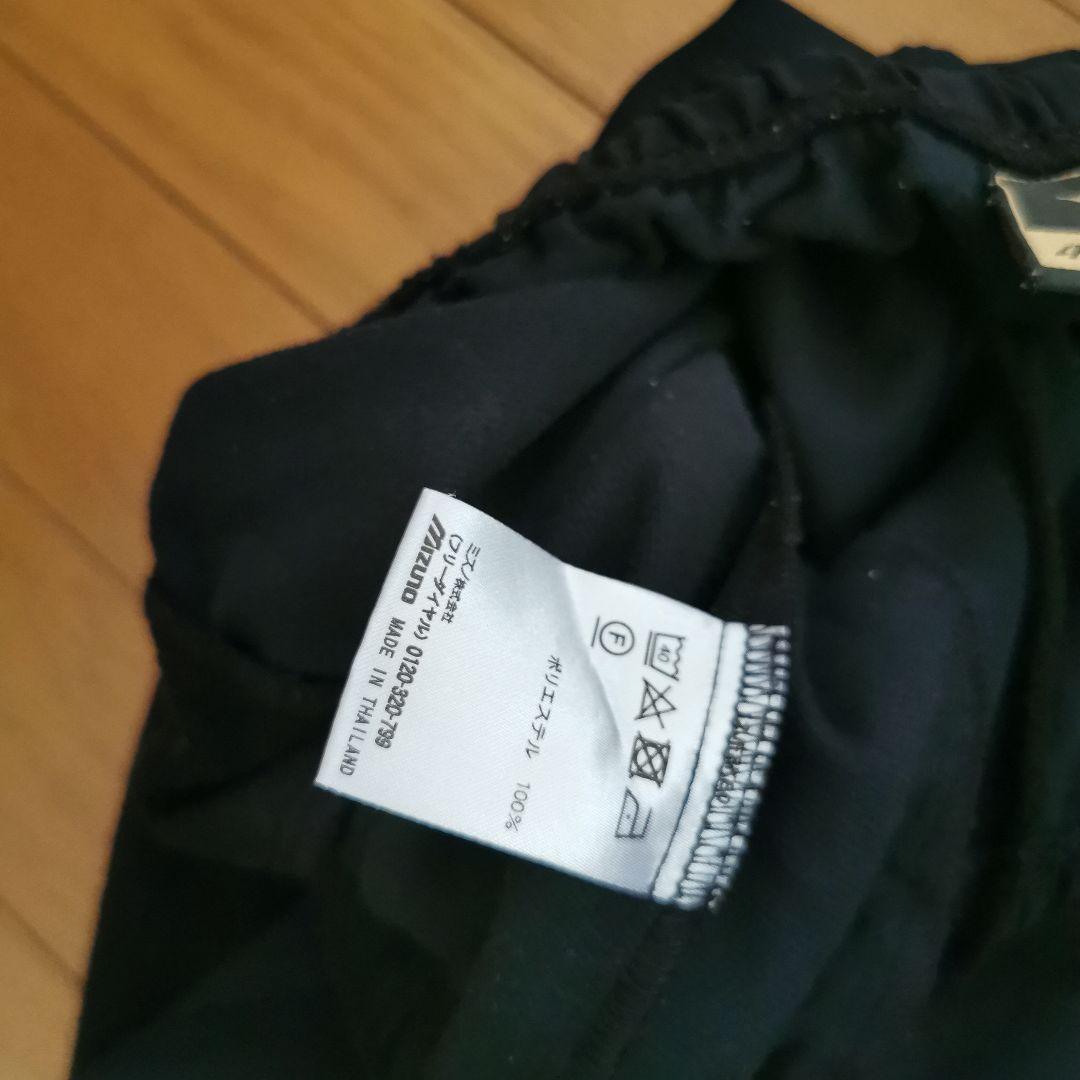 40
F
ポリエステル 100%
ミズノ株式会社
(フリーダイヤル) 0120-320-799
MIZUNO MADE IN THAILAND